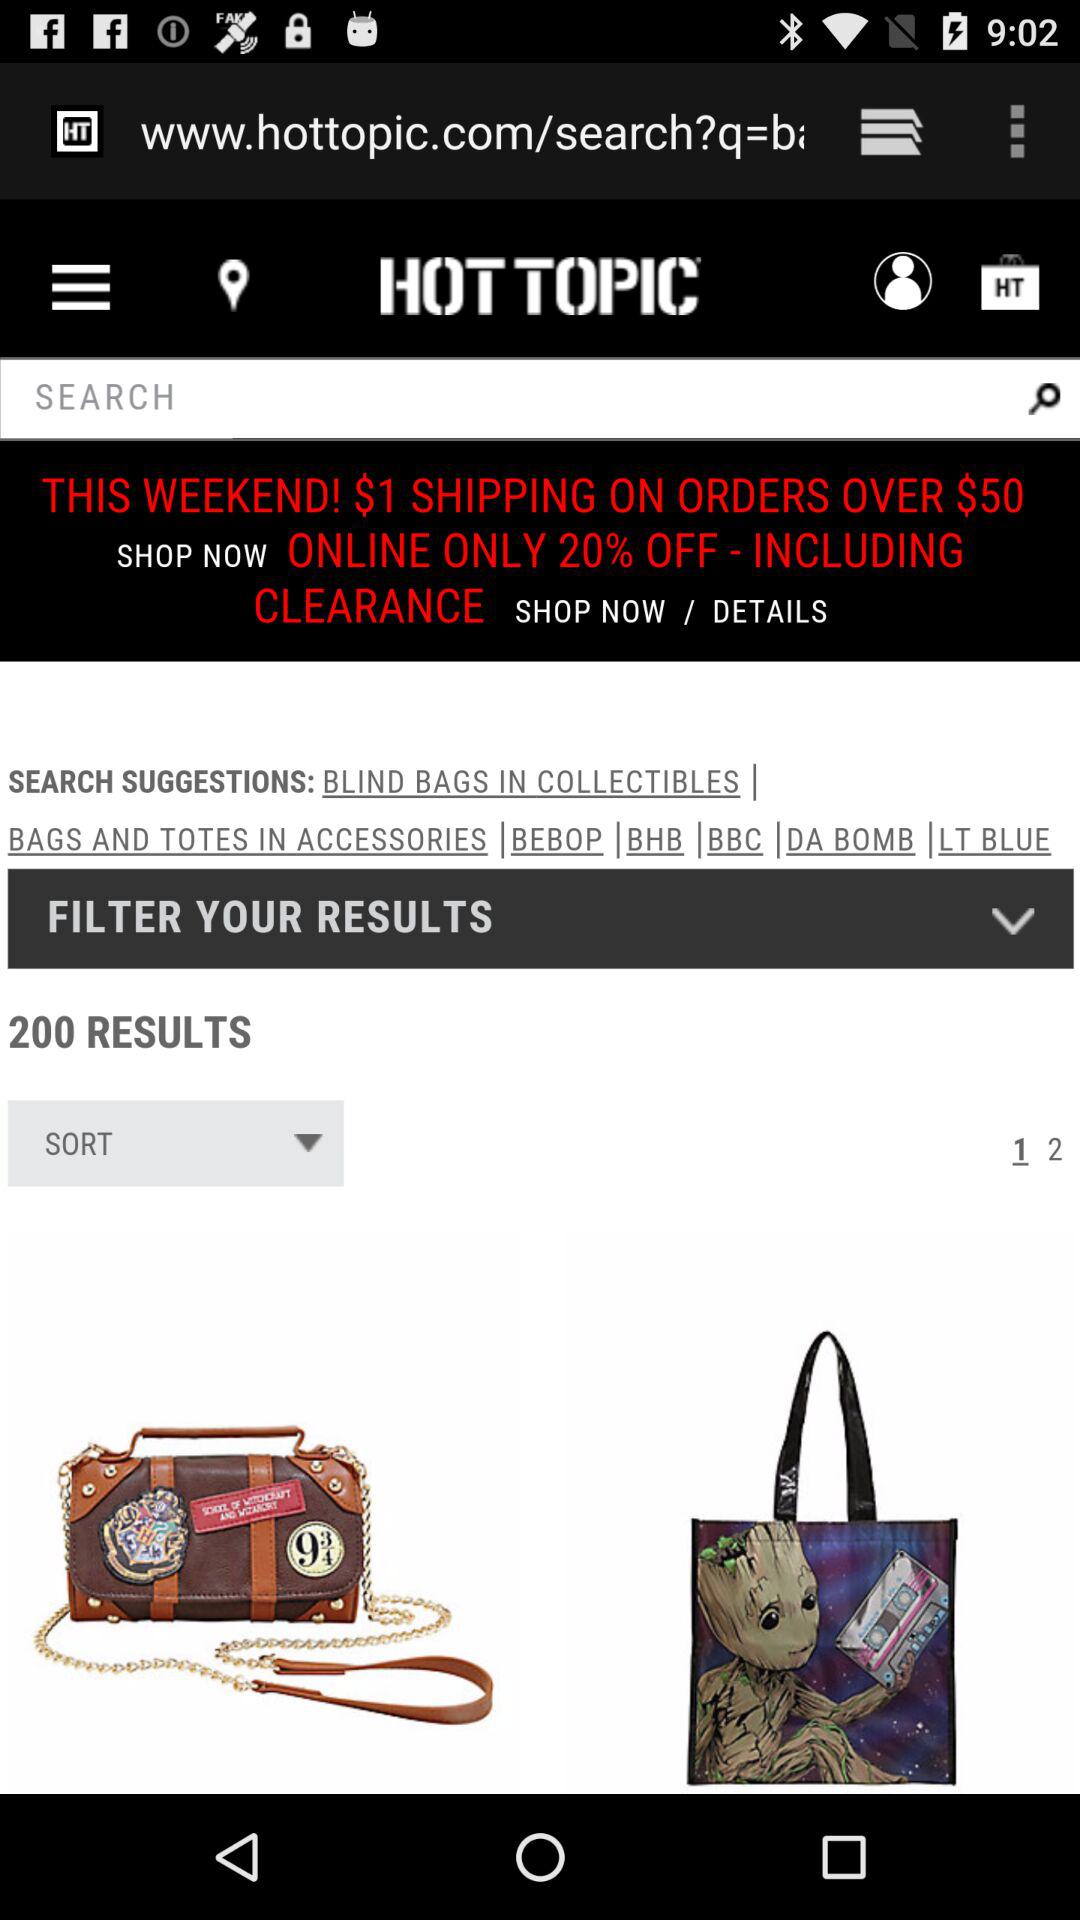 FAKE
9:02
HT
www.hottopic.com/search?q=ba
HOT TOPIC
HT
SEARCH
THIS WEEKEND! $1 SHIPPING ON ORDERS OVER $50
SHOP NOW ONLINE ONLY 20% OFF - INCLUDING
CLEARANCE SHOP NOW / DETAILS
SEARCH SUGGESTIONS: BLIND BAGS IN COLLECTIBLES |
BAGS AND TOTES IN ACCESSORIES |BEBOP |BHB |BBC |DA BOMB |LT BLUE
FILTER YOUR RESULTS
200 RESULTS
SORT
1 2
SCHOOL OF WITCHCRAFT
AND WIZARDRY
9 3/4